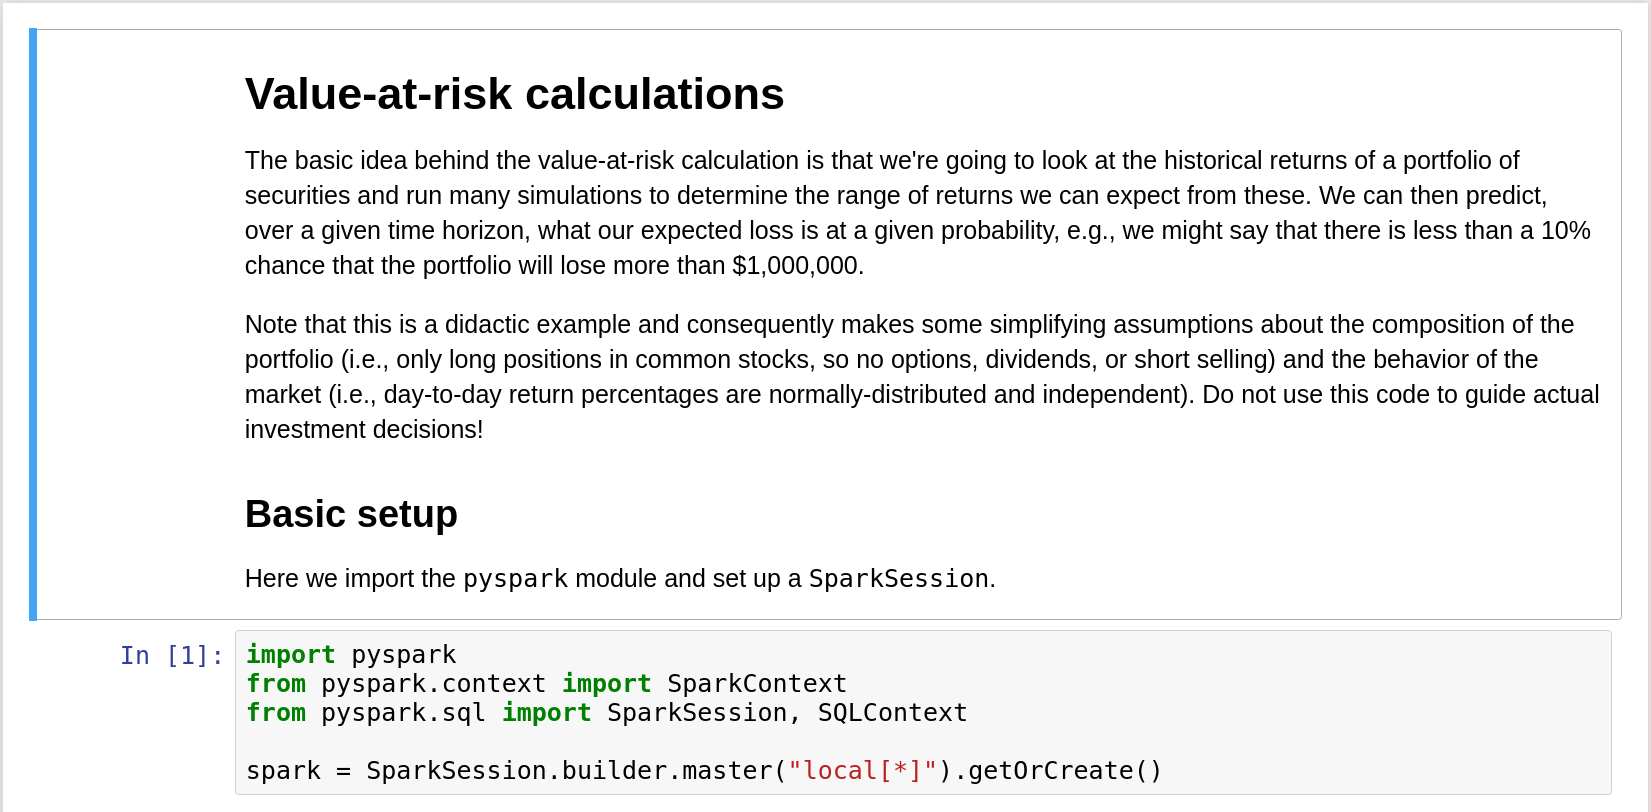 Value-at-risk calculations
The basic idea behind the value-at-risk calculation is that we're going to look at the historical returns of a portfolio of
securities and run many simulations to determine the range of returns we can expect from these. We can then predict,
over a given time horizon, what our expected loss is at a given probability, e.g., we might say that there is less than a 10%
chance that the portfolio will lose more than $1,000,000.
Note that this is a didactic example and consequently makes some simplifying assumptions about the composition of the
portfolio (i.e., only long positions in common stocks, so no options, dividends, or short selling) and the behavior of the
market (i.e., day-to-day return percentages are normally-distributed and independent). Do not use this code to guide actual
investment decisions!
Basic setup
Here we import the pyspark module and set up a SparkSession.
In [1]: import pyspark
from pyspark.context import SparkContext
from pyspark.sql import SparkSession, SQLContext
spark = SparkSession.builder.master("local[*]").getOrCreate()